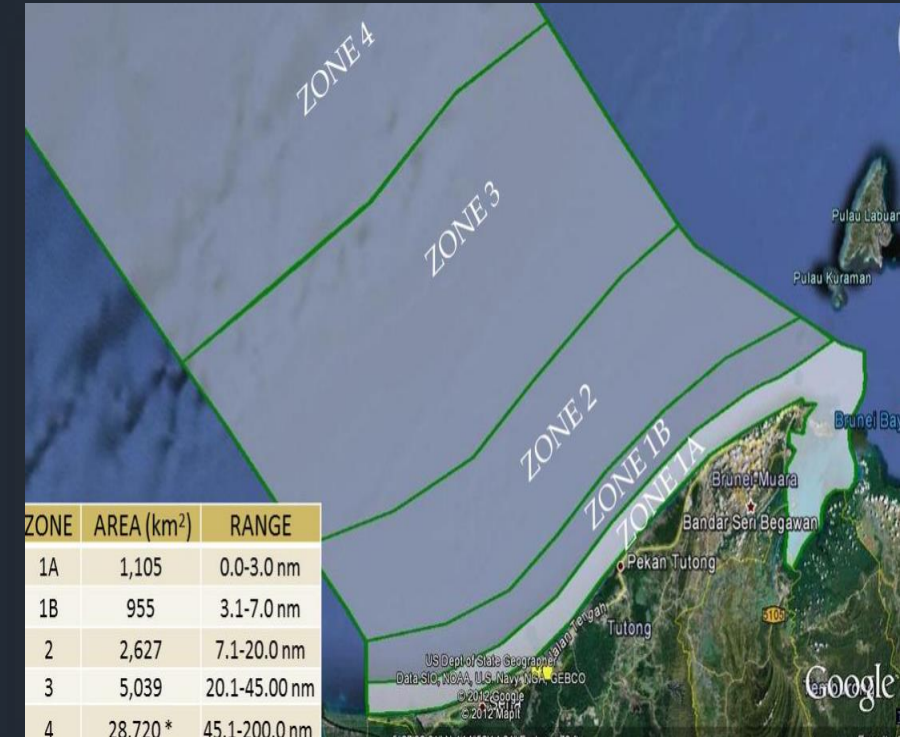 ZONE 4
ZONE 3
Pulau Labuan
Pulau Kuraman
ZONE 2
ZONE 1B
ZONE 1A
Brunei Bay
Brunei-Muara
Bandar Seri Begawan
Pekan Tutong
5105
Jalan Tengah
Tutong
US Dept of State Geographer
Data SIO, NOAA, U.S. Navy, NGA, GEBCO
© 2012 Google
© 2012 MapIt
Seria
Google
ZONE AREA (km²) RANGE
1A 1,105 0.0-3.0 nm
1B 955 3.1-7.0 nm
2 2,627 7.1-20.0 nm
3 5,039 20.1-45.00 nm
4 28,720 * 45.1-200.0 nm